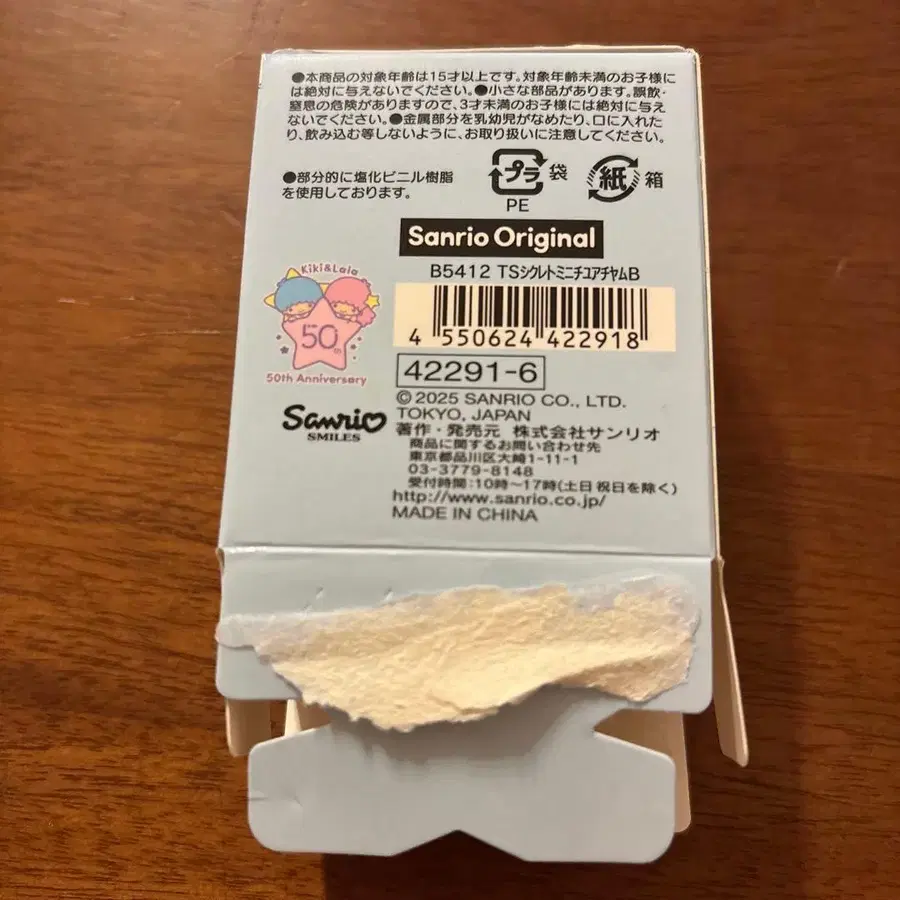 ●本商品の対象年齢は15才以上です。対象年齢未満のお子様に
は絶対に与えないでください。●小さな部品があります。誤飲・
窒息の危険がありますので、3才未満のお子様には絶対に与え
ないでください。●金属部分を乳幼児がなめたり、口に入れた
り、飲み込む等しないように、お取り扱いに注意してください。
●部分的に塩化ビニル樹脂
を使用しております。
プラ 袋
PE
紙 箱
Sanrio Original
B5412 TSシクレトミニチユアチヤムB
4 550624 422918
42291-6
Kiki&Lala
50th
50th Anniversary
Sanrio
SMILES
© 2025 SANRIO CO., LTD.
TOKYO, JAPAN
著作・発売元 株式会社サンリオ
商品に関するお問い合わせ先
東京都品川区大崎1-11-1
03-3779-8148
受付時間:10時〜17時(土日祝日を除く)
http://www.sanrio.co.jp/
MADE IN CHINA